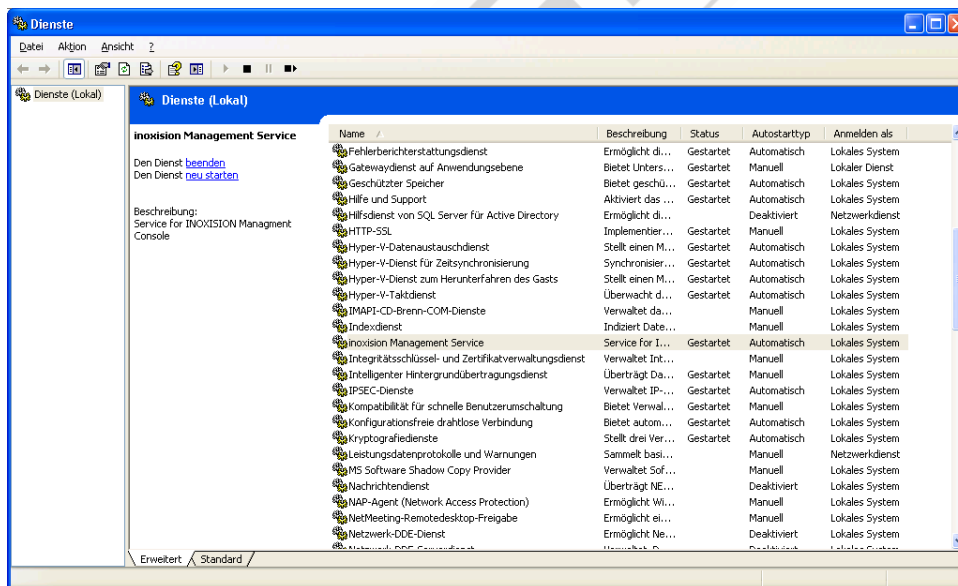 Dienste
Datei Aktion Ansicht ?
Dienste (Lokal)
Dienste (Lokal)
inoxision Management Service
Den Dienst beenden
Den Dienst neu starten
Beschreibung:
Service for INOXISION Managment
Console
Name Beschreibung Status Autostarttyp Anmelden als
Fehlerberichterstattungsdienst Ermöglicht di... Gestartet Automatisch Lokales System
Gatewaydienst auf Anwendungsebene Bietet Unters... Gestartet Manuell Lokaler Dienst
Geschützter Speicher Bietet geschü... Gestartet Automatisch Lokales System
Hilfe und Support Aktiviert das ... Gestartet Automatisch Lokales System
Hilfsdienst von SQL Server für Active Directory Ermöglicht di... Deaktiviert Netzwerkdienst
HTTP-SSL Implementier... Gestartet Manuell Lokales System
Hyper-V-Datenaustauschdienst Stellt einen M... Gestartet Automatisch Lokales System
Hyper-V-Dienst für Zeitsynchronisierung Synchronisier... Gestartet Automatisch Lokales System
Hyper-V-Dienst zum Herunterfahren des Gasts Stellt einen M... Gestartet Automatisch Lokales System
Hyper-V-Taktdienst Überwacht d... Gestartet Automatisch Lokales System
IMAPI-CD-Brenn-COM-Dienste Verwaltet da... Manuell Lokales System
Indexdienst Indiziert Date... Manuell Lokales System
inoxision Management Service Service for I... Gestartet Automatisch Lokales System
Integritätsschlüssel- und Zertifikatverwaltungsdienst Verwaltet Int... Manuell Lokales System
Intelligenter Hintergrundübertragungsdienst Überträgt Da... Gestartet Manuell Lokales System
IPSEC-Dienste Verwaltet IP-... Gestartet Automatisch Lokales System
Kompatibilität für schnelle Benutzerumschaltung Bietet Verwal... Gestartet Manuell Lokales System
Konfigurationsfreie drahtlose Verbindung Bietet autom... Gestartet Automatisch Lokales System
Kryptografiedienste Stellt drei Ver... Gestartet Automatisch Lokales System
Leistungsdatenprotokolle und Warnungen Sammelt basi... Manuell Netzwerkdienst
MS Software Shadow Copy Provider Verwaltet Sof... Manuell Lokales System
Nachrichtendienst Überträgt NE... Deaktiviert Lokales System
NAP-Agent (Network Access Protection) Ermöglicht Wi... Manuell Lokales System
NetMeeting-Remotedesktop-Freigabe Ermöglicht ei... Manuell Lokales System
Netzwerk-DDE-Dienst Ermöglicht Ne... Deaktiviert Lokales System
Erweitert Standard